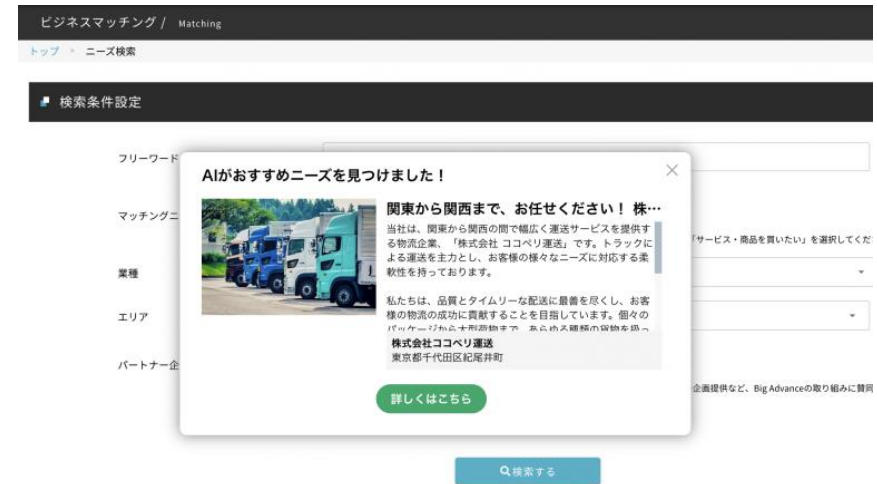 ビジネスマッチング / Matching
トップ ＞ ニーズ検索
検索条件設定
フリーワード
AIがおすすめニーズを見つけました！
関東から関西まで、お任せください！ 株…
当社は、関東から関西の間で幅広く運送サービスを提供す
る物流企業、「株式会社 ココペリ運送」です。トラックに
よる運送を主力とし、お客様の様々なニーズに対応する柔
軟性を持っております。
私たちは、品質とタイムリーな配送に最善を尽くし、お客
様の物流の成功に貢献することを目指しています。個々の
パッケージから大型荷物まで、あらゆる種類の貨物を扱っ
株式会社ココペリ運送
東京都千代田区紀尾井町
詳しくはこちら
マッチングニ
「サービス・商品を買いたい」を選択してくだ
業種
エリア
パートナー企
企画提供など、Big Advanceの取り組みに賛同
検索する